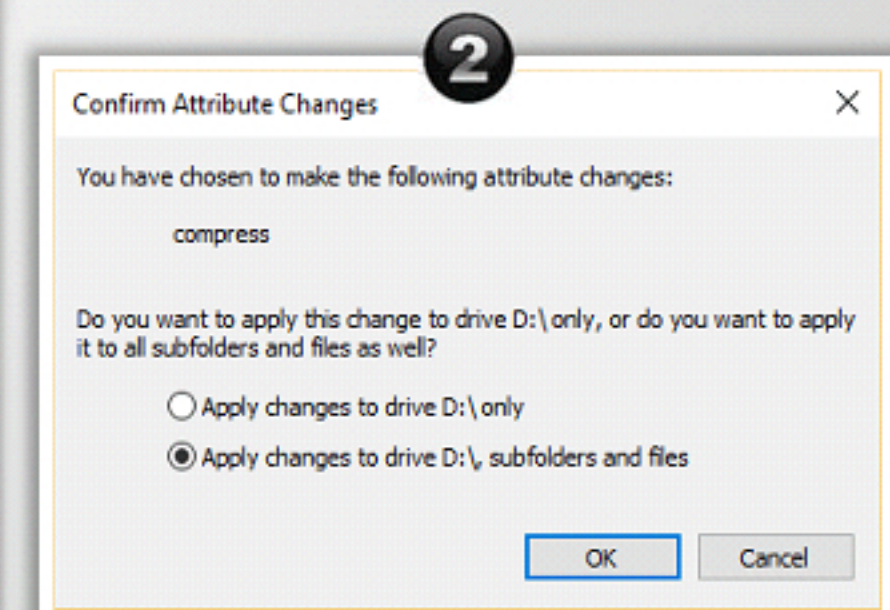 2
Confirm Attribute Changes
You have chosen to make the following attribute changes:
compress
Do you want to apply this change to drive D:\ only, or do you want to apply
it to all subfolders and files as well?
Apply changes to drive D:\ only
Apply changes to drive D:\, subfolders and files
OK Cancel